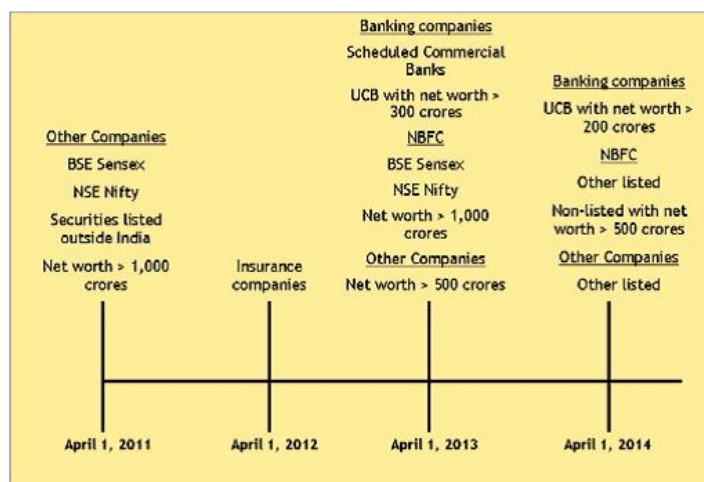 Other Companies
BSE Sensex
NSE Nifty
Securities listed
outside India
Net worth > 1,000
crores
Insurance
companies
Banking companies
Scheduled Commercial
Banks
UCB with net worth >
300 crores
NBFC
BSE Sensex
NSE Nifty
Net worth > 1,000
crores
Other Companies
Net worth > 500 crores
Banking companies
UCB with net worth >
200 crores
NBFC
Other listed
Non-listed with net
worth > 500 crores
Other Companies
Other listed
April 1, 2011
April 1, 2012
April 1, 2013
April 1, 2014